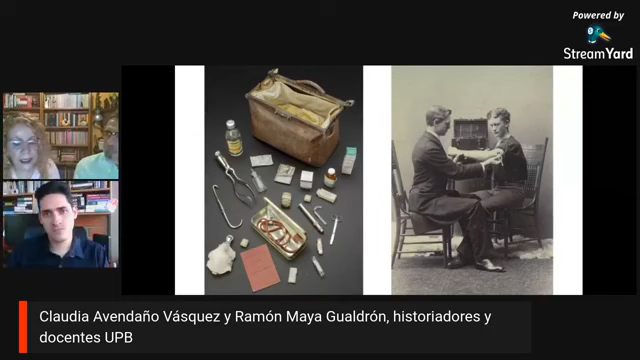 Powered by
StreamYard
Claudia Avendaño Vásquez y Ramón Maya Gualdrón, historiadores y
docentes UPB